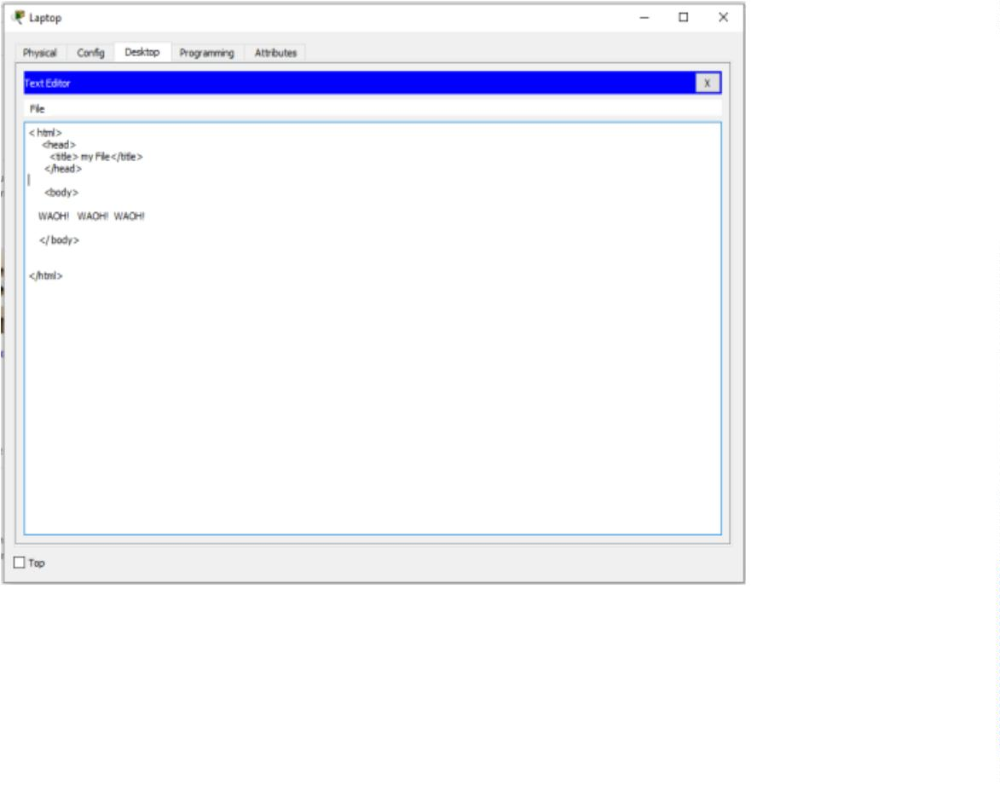 Laptop
Physical Config Desktop Programming Attributes
Text Editor X
File
< html>
<head>
<title> my File</title>
</head>
<body>
WAOH! WAOH! WAOH!
</ body>
</html>
Top